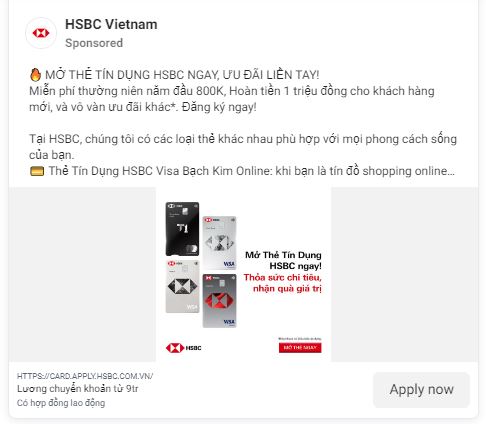 HSBC Vietnam
Sponsored
🔥 MỞ THẺ TÍN DỤNG HSBC NGAY, ƯU ĐÃI LIỀN TAY!
Miễn phí thường niên năm đầu 800K, Hoàn tiền 1 triệu đồng cho khách hàng
mới, và vô vàn ưu đãi khác*. Đăng ký ngay!
Tại HSBC, chúng tôi có các loại thẻ khác nhau phù hợp với mọi phong cách sống
của bạn.
💳 Thẻ Tín Dụng HSBC Visa Bạch Kim Online: khi bạn là tín đồ shopping online...
Mở Thẻ Tín Dụng
HSBC ngay!
Thỏa sức chi tiêu,
nhận quà giá trị
VISA
VISA
VISA
HSBC
MỞ THẺ NGAY
HTTPS://CARD.APPLY.HSBC.COM.VN/
Lương chuyển khoản từ 9tr
Có hợp đồng lao động
Apply now